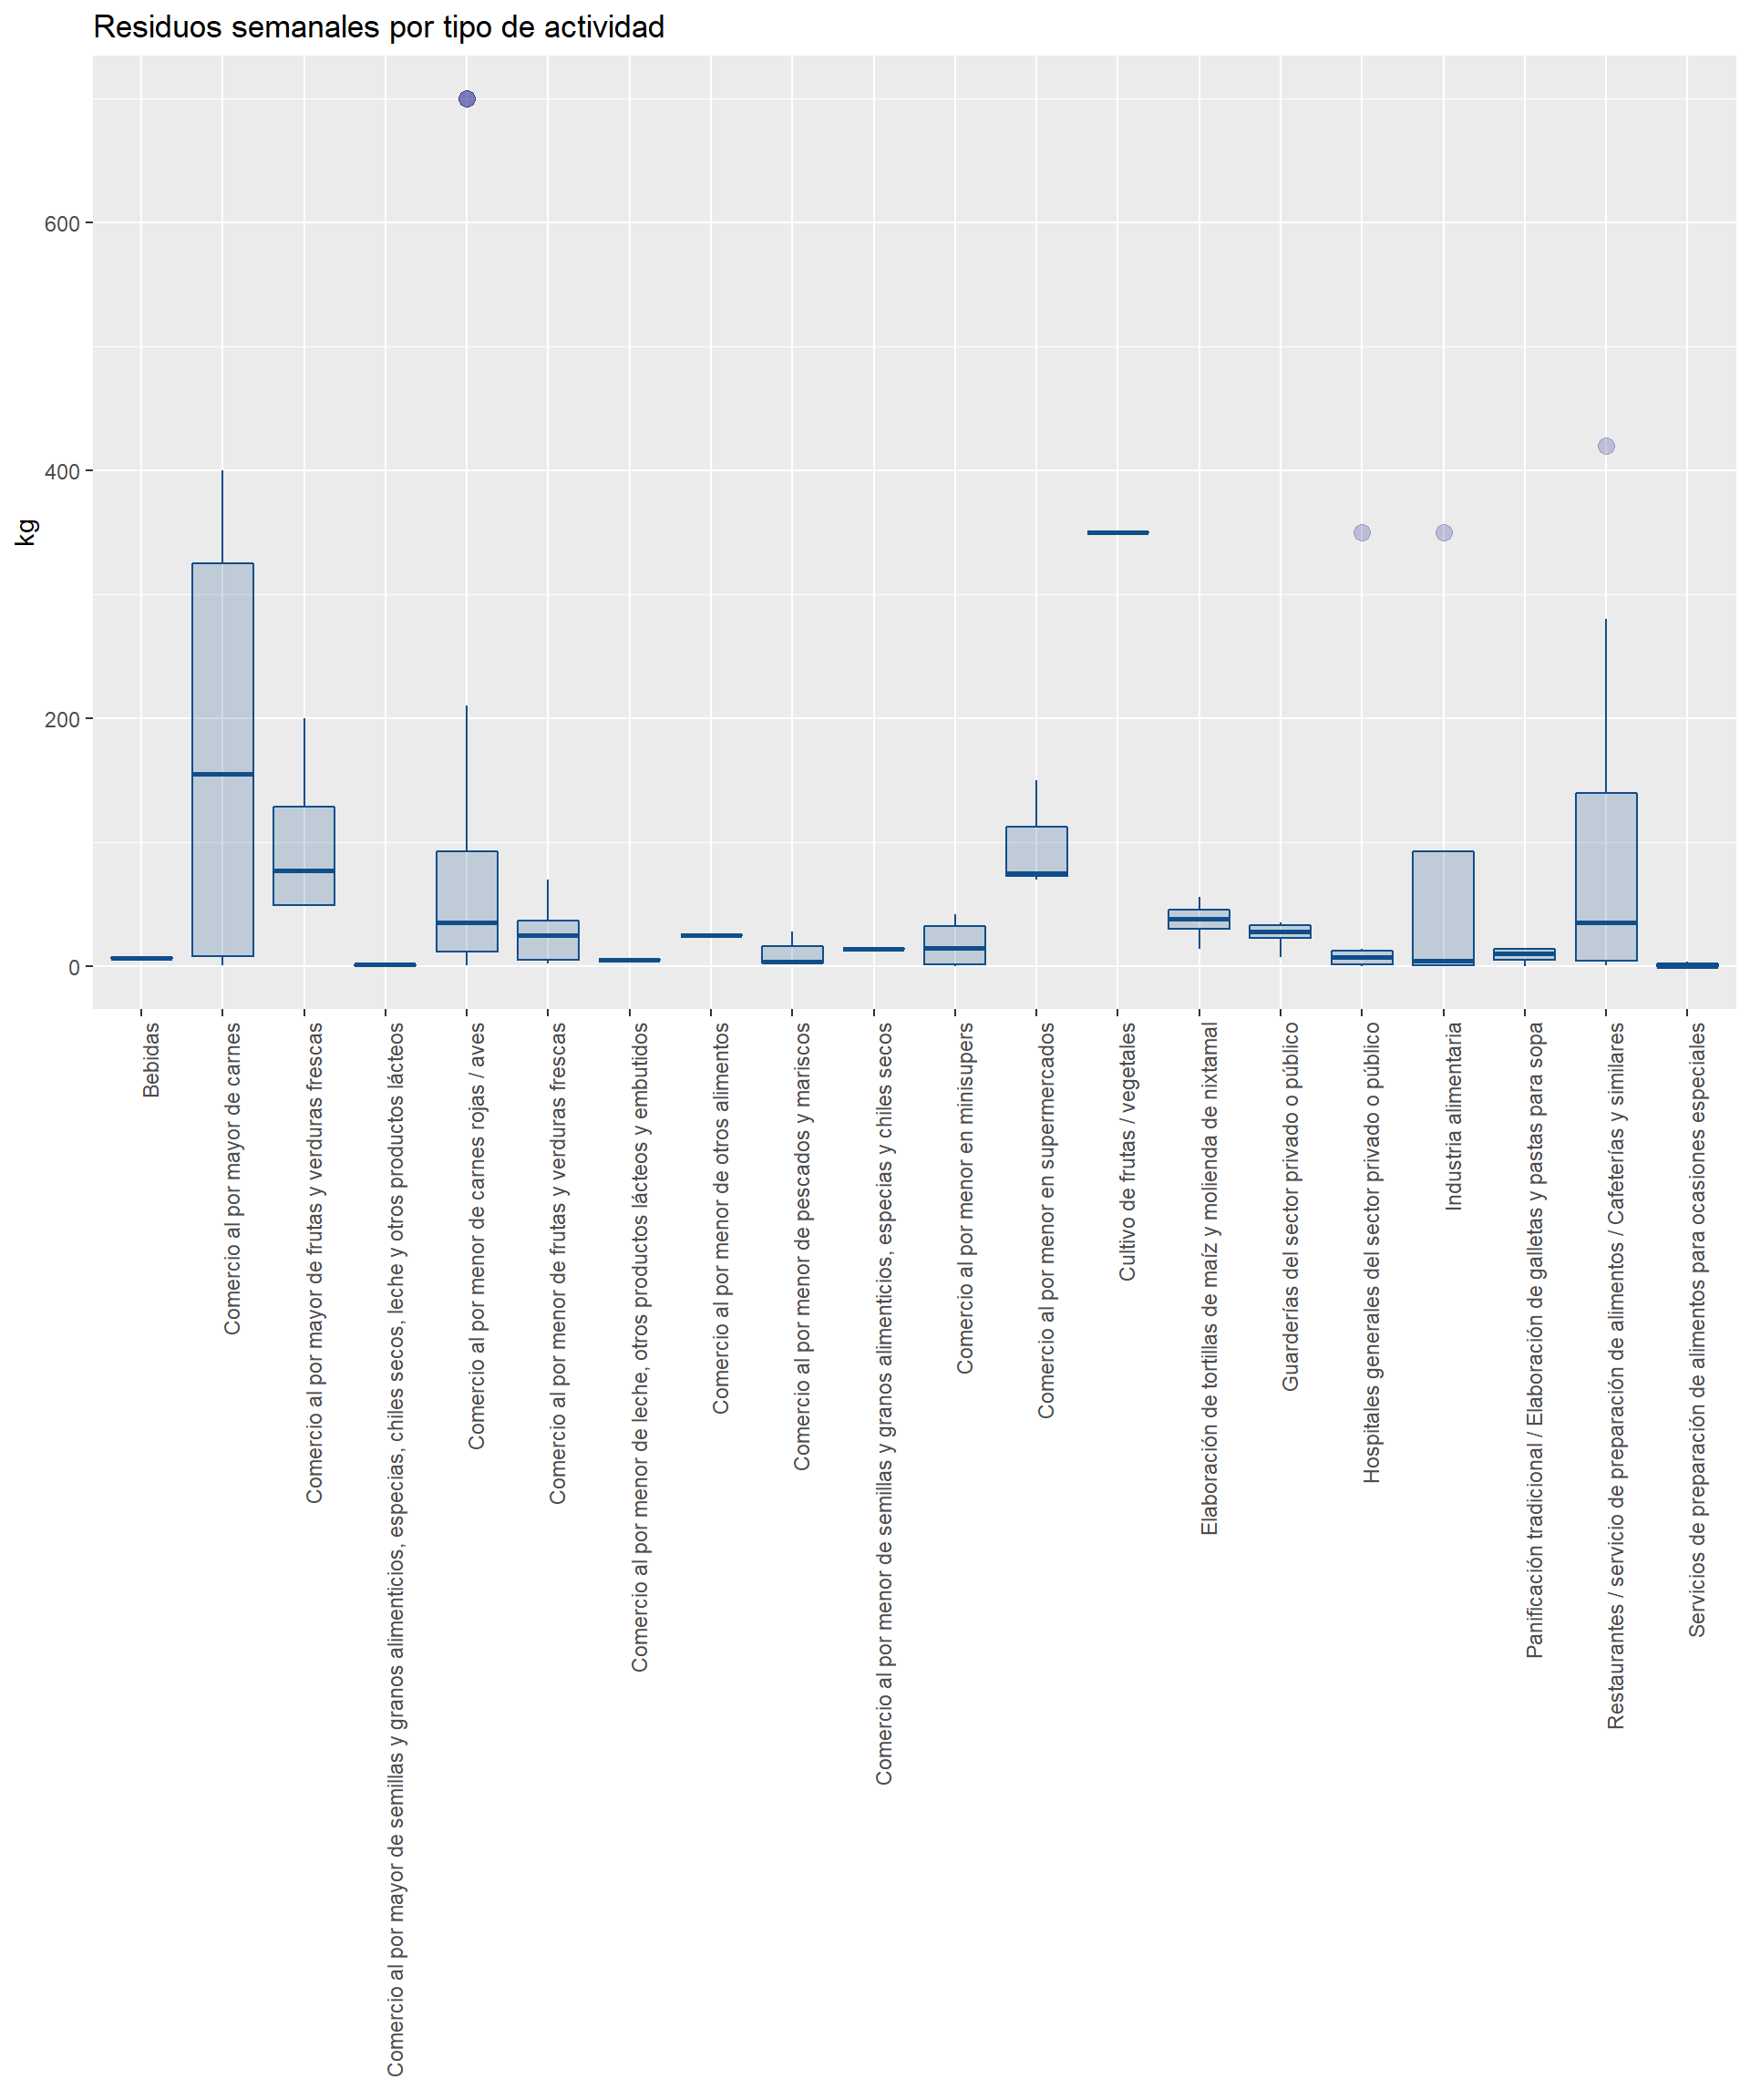 Residuos semanales por tipo de actividad
kg
600
400
200
0
Bebidas
Comercio al por mayor de carnes
Comercio al por mayor de frutas y verduras frescas
Comercio al por mayor de semillas y granos alimenticios, especias, chiles secos, leche y otros productos lácteos
Comercio al por menor de carnes rojas / aves
Comercio al por menor de frutas y verduras frescas
Comercio al por menor de leche, otros productos lácteos y embutidos
Comercio al por menor de otros alimentos
Comercio al por menor de pescados y mariscos
Comercio al por menor de semillas y granos alimenticios, especias y chiles secos
Comercio al por menor en minisupers
Comercio al por menor en supermercados
Cultivo de frutas / vegetales
Elaboración de tortillas de maíz y molienda de nixtamal
Guarderías del sector privado o público
Hospitales generales del sector privado o público
Industria alimentaria
Panificación tradicional / Elaboración de galletas y pastas para sopa
Restaurantes / servicio de preparación de alimentos / Cafeterías y similares
Servicios de preparación de alimentos para ocasiones especiales